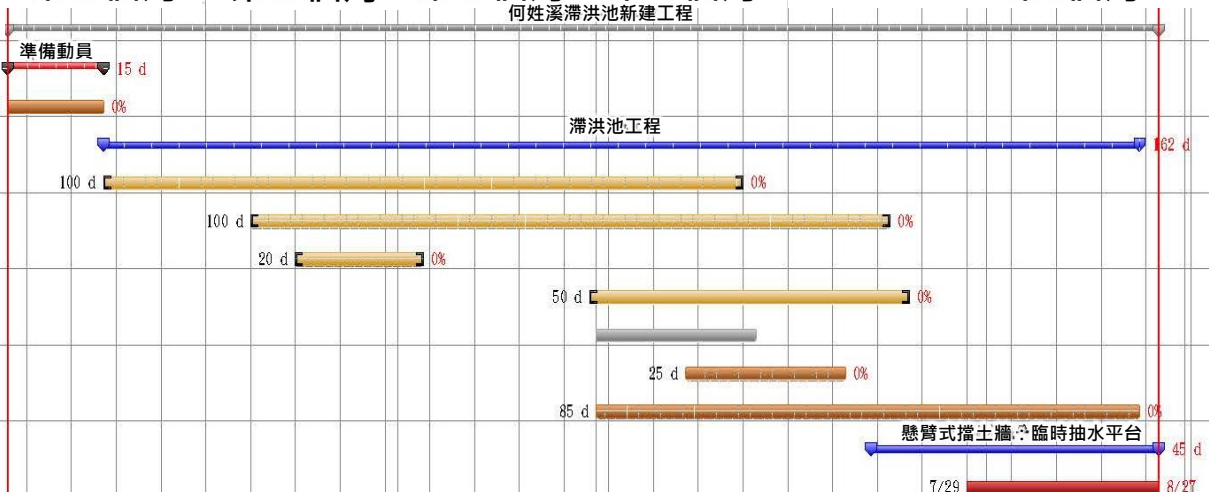 何姓溪滯洪池新建工程
準備動員
15 d
0%
滯洪池工程
162 d
100 d
0%
100 d
0%
20 d
0%
50 d
0%
25 d
0%
85 d
0%
懸臂式擋土牆 臨時抽水平台
45 d
7/29
8/27